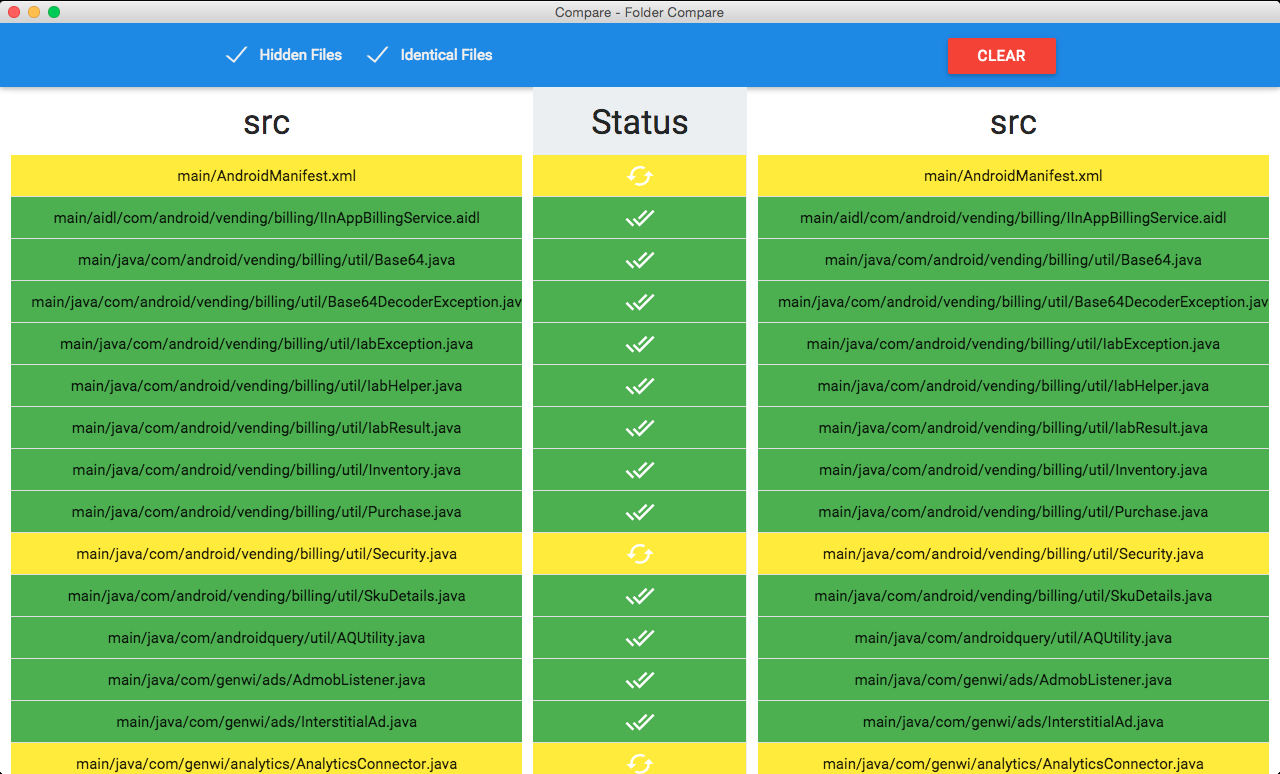 Compare - Folder Compare
Hidden Files Identical Files CLEAR
src Status src
main/AndroidManifest.xml main/AndroidManifest.xml
main/aidl/com/android/vending/billing/IInAppBillingService.aidl main/aidl/com/android/vending/billing/IInAppBillingService.aidl
main/java/com/android/vending/billing/util/Base64.java main/java/com/android/vending/billing/util/Base64.java
main/java/com/android/vending/billing/util/Base64DecoderException.jav main/java/com/android/vending/billing/util/Base64DecoderException.jav
main/java/com/android/vending/billing/util/IabException.java main/java/com/android/vending/billing/util/IabException.java
main/java/com/android/vending/billing/util/IabHelper.java main/java/com/android/vending/billing/util/IabHelper.java
main/java/com/android/vending/billing/util/IabResult.java main/java/com/android/vending/billing/util/IabResult.java
main/java/com/android/vending/billing/util/Inventory.java main/java/com/android/vending/billing/util/Inventory.java
main/java/com/android/vending/billing/util/Purchase.java main/java/com/android/vending/billing/util/Purchase.java
main/java/com/android/vending/billing/util/Security.java main/java/com/android/vending/billing/util/Security.java
main/java/com/android/vending/billing/util/SkuDetails.java main/java/com/android/vending/billing/util/SkuDetails.java
main/java/com/androidquery/util/AQUtility.java main/java/com/androidquery/util/AQUtility.java
main/java/com/genwi/ads/AdmobListener.java main/java/com/genwi/ads/AdmobListener.java
main/java/com/genwi/ads/InterstitialAd.java main/java/com/genwi/ads/InterstitialAd.java
main/java/com/genwi/analytics/AnalyticsConnector.java main/java/com/genwi/analytics/AnalyticsConnector.java